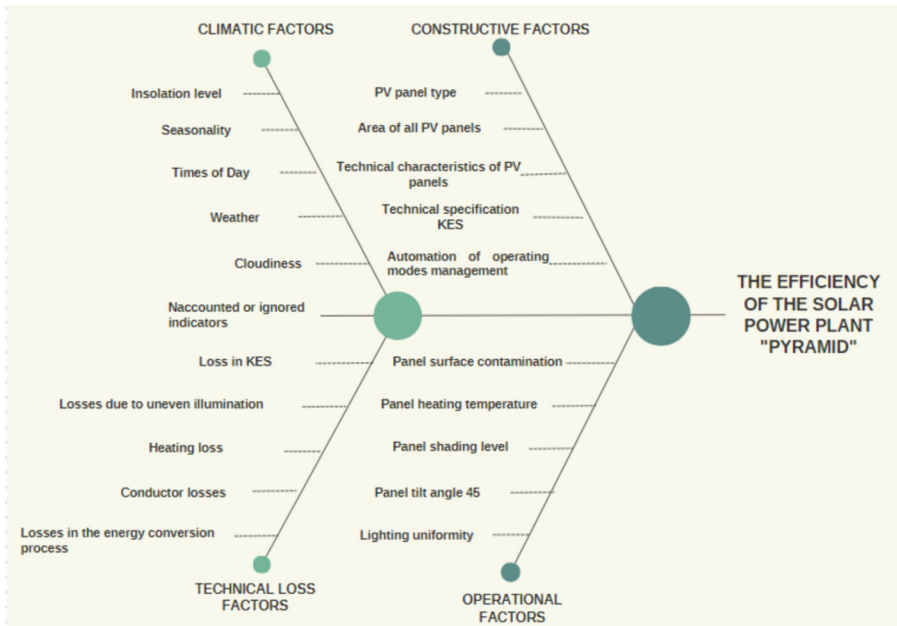 CLIMATIC FACTORS
Insolation level
Seasonality
Times of Day
Weather
Cloudiness
CONSTRUCTIVE FACTORS
PV panel type
Area of all PV panels
Technical characteristics of PV
panels
Technical specification
KES
Automation of operating
modes management
Naccounted or ignored
indicators
THE EFFICIENCY
OF THE SOLAR
POWER PLANT
"PYRAMID"
Loss in KES
Losses due to uneven illumination
Heating loss
Conductor losses
Losses in the energy conversion
process
TECHNICAL LOSS
FACTORS
Panel surface contamination
Panel heating temperature
Panel shading level
Panel tilt angle 45
Lighting uniformity
OPERATIONAL
FACTORS